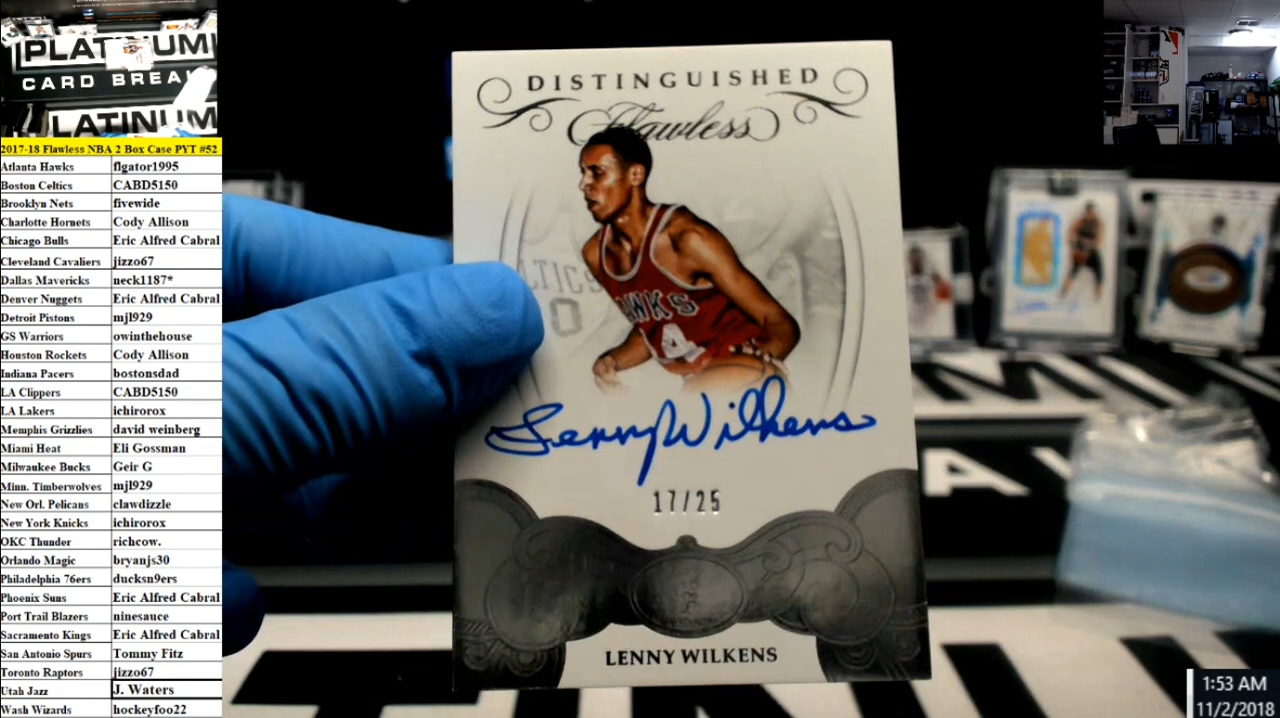 PLATINUM
CARD BREA
PLATINUM
2017-18 Flawless NBA 2 Box Case PYT #52
Atlanta Hawks flgator1995
Boston Celtics CABD5150
Brooklyn Nets fivewide
Charlotte Hornets Cody Allison
Chicago Bulls Eric Alfred Cabral
Cleveland Cavaliers jizzo67
Dallas Mavericks neck1187*
Denver Nuggets Eric Alfred Cabral
Detroit Pistons mjl929
GS Warriors owinthehouse
Houston Rockets Cody Allison
Indiana Pacers bostonsdad
LA Clippers CABD5150
LA Lakers ichirorox
Memphis Grizzlies david weinberg
Miami Heat Eli Gossman
Milwaukee Bucks Geir G
Minn. Timberwolves mjl929
New Orl. Pelicans clawdizzle
New York Knicks ichirorox
OKC Thunder richcow.
Orlando Magic bryanjs30
Philadelphia 76ers ducksn9ers
Phoenix Suns Eric Alfred Cabral
Port Trail Blazers ninesauce
Sacramento Kings Eric Alfred Cabral
San Antonio Spurs Tommy Fitz
Toronto Raptors jizzo67
Utah Jazz J. Waters
Wash Wizards hockeyfoo22
DISTINGUISHED
Flawless
HAWKS
14
Lenny Wilkens
17/25
LENNY WILKENS
1:53 AM
11/2/2018